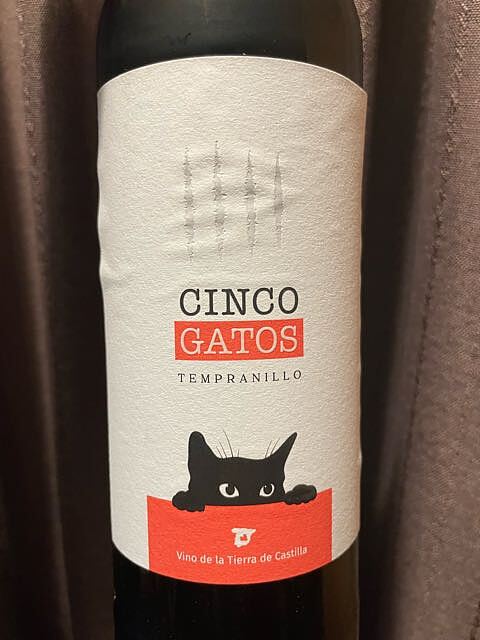 CINCO
GATOS
TEMPRANILLO
Vino de la Tierra de Castilla